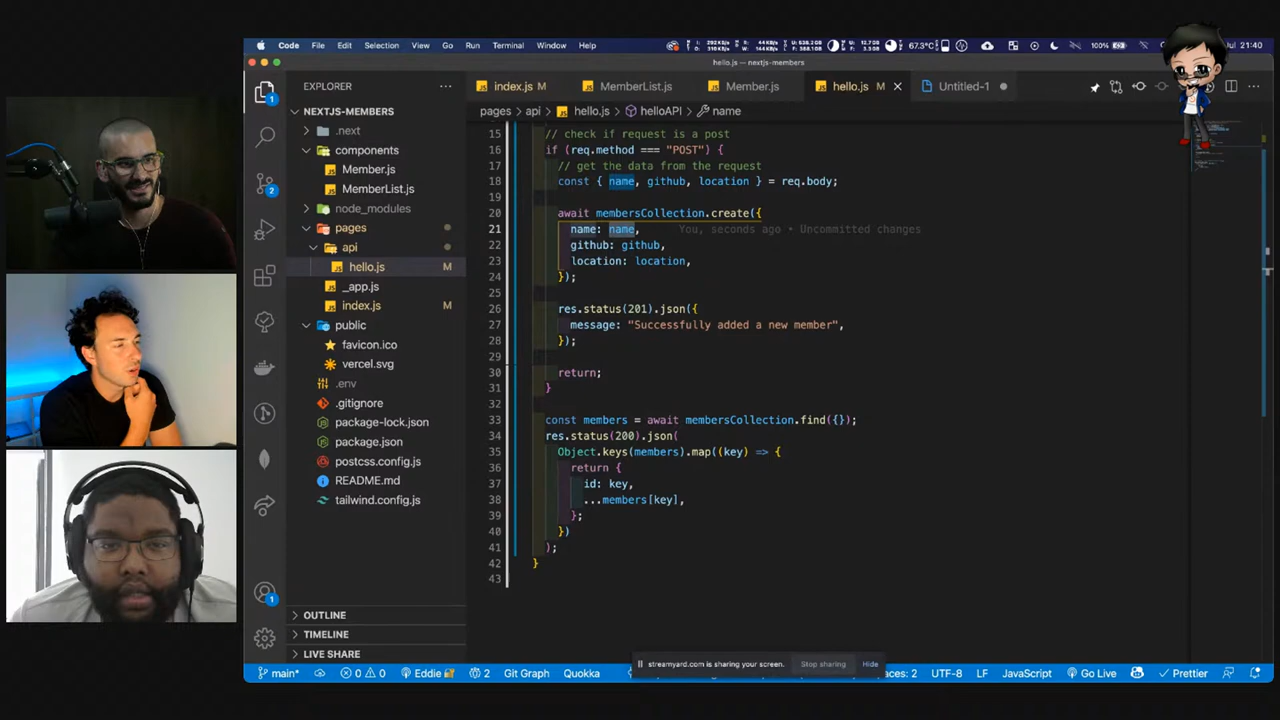 Code File Edit Selection View Go Run Terminal Window Help
67.3°C 100% Jul 21:40
hello.js — nextjs-members
EXPLORER
index.js M MemberList.js Member.js hello.js Untitled-1
pages > api > hello.js > helloAPI > name
NEXTJS-MEMBERS
.next
components
Member.js
MemberList.js
node_modules
pages
api
hello.js M
_app.js
index.js M
public
favicon.ico
vercel.svg
.env
.gitignore
package-lock.json
package.json
postcss.config.js
README.md
tailwind.config.js
OUTLINE
TIMELINE
LIVE SHARE
15 // check if request is a post
16 if (req.method === "POST") {
17 // get the data from the request
18 const { name, github, location } = req.body;
19
20 await membersCollection.create({
21 name: name, You, seconds ago • Uncommitted changes
22 github: github,
23 location: location,
24 });
25
26 res.status(201).json({
27 message: "Successfully added a new member",
28 });
29
30 return;
31 }
32
33 const members = await membersCollection.find({});
34 res.status(200).json(
35 Object.keys(members).map((key) => {
36 return {
37 id: key,
38 ...members[key],
39 };
40 })
41 );
42 }
43
streamyard.com is sharing your screen. Stop sharing Hide
main* 0 0 Eddie 2 Git Graph Quokka paces: 2 UTF-8 LF JavaScript Go Live Prettier